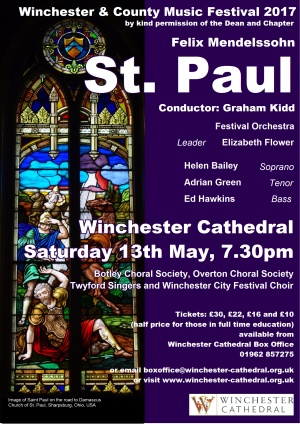 Winchester & County Music Festival 2017
by kind permission of the Dean and Chapter
Felix Mendelssohn
St. Paul
Conductor: Graham Kidd
Festival Orchestra
Leader Elizabeth Flower
Helen Bailey Soprano
Adrian Green Tenor
Ed Hawkins Bass
Winchester Cathedral
Saturday 13th May, 7.30pm
Botley Choral Society, Overton Choral Society
Twyford Singers and Winchester City Festival Choir
Tickets: £30, £22, £16 and £10
(half price for those in full time education)
available from
Winchester Cathedral Box Office
01962 857275
or email boxoffice@winchester-cathedral.org.uk
or visit www.winchester-cathedral.org.uk
Image of Saint Paul on the road to Damascus
Church of St. Paul, Sharpsburg, Ohio, USA
WINCHESTER
CATHEDRAL